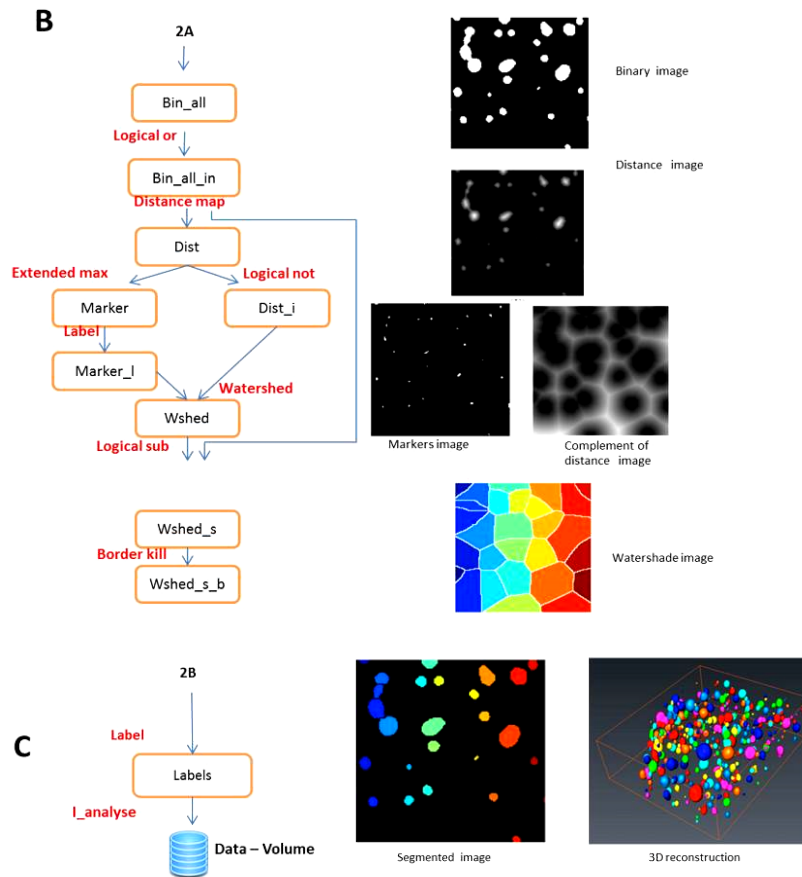 B
2A
Bin_all
Logical or
Bin_all_in
Distance map
Dist
Extended max
Logical not
Marker
Dist_i
Label
Marker_l
Watershed
Wshed
Logical sub
Wshed_s
Border kill
Wshed_s_b
Binary image
Distance image
Markers image
Complement of
distance image
Watershade image
C
2B
Label
Labels
I_analyse
Data – Volume
Segmented image
3D reconstruction